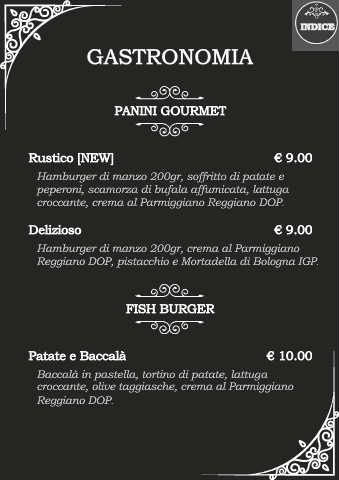 INDICE
GASTRONOMIA
PANINI GOURMET
Rustico [NEW] € 9.00
Hamburger di manzo 200gr, soffritto di patate e
peperoni, scamorza di bufala affumicata, lattuga
croccante, crema al Parmiggiano Reggiano DOP.
Delizioso € 9.00
Hamburger di manzo 200gr, crema al Parmiggiano
Reggiano DOP, pistacchio e Mortadella di Bologna IGP.
FISH BURGER
Patate e Baccalà € 10.00
Baccalà in pastella, tortino di patate, lattuga
croccante, olive taggiasche, crema al Parmiggiano
Reggiano DOP.